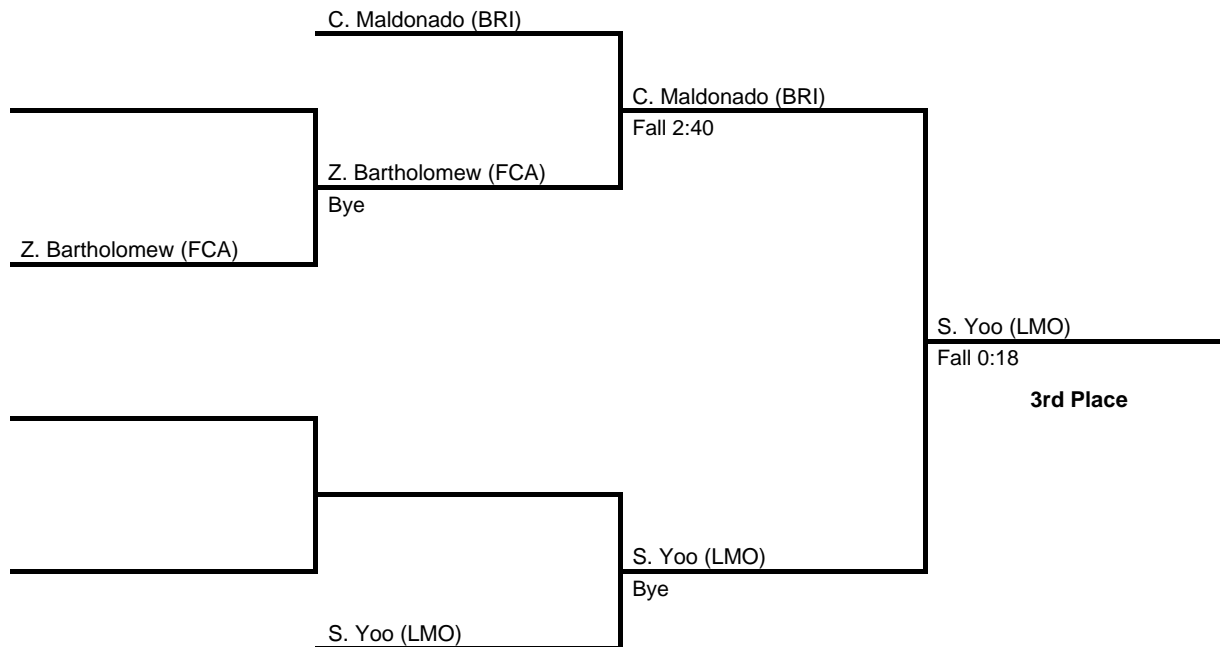 C. Maldonado (BRI)
C. Maldonado (BRI)
Fall 2:40
Z. Bartholomew (FCA)
Bye
Z. Bartholomew (FCA)
S. Yoo (LMO)
Fall 0:18
3rd Place
S. Yoo (LMO)
Bye
S. Yoo (LMO)